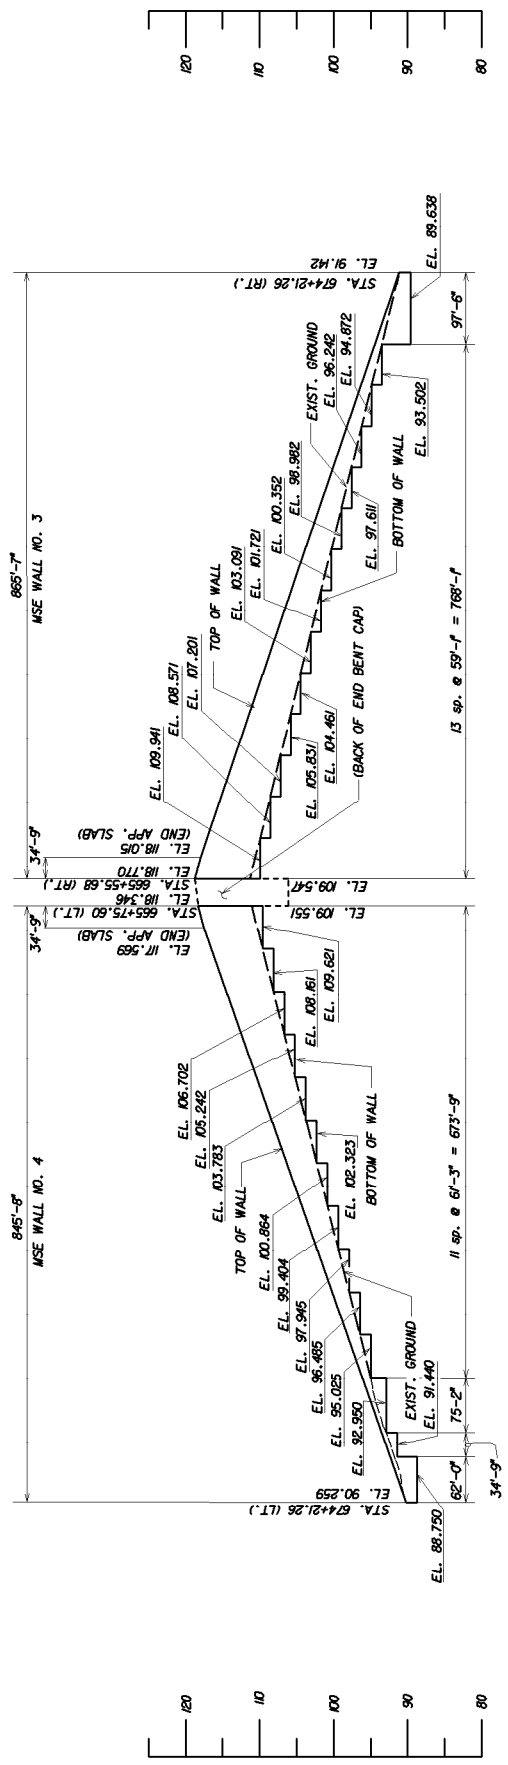 120
110
100
90
80
865'-7"
MSE WALL NO. 3
EL. 91.142
STA. 674+21.26 (RT.)
EL. 89.638
97'-6"
EXIST. GROUND
EL. 96.242
EL. 94.872
EL. 93.502
EL. 100.352
EL. 98.982
EL. 97.611
BOTTOM OF WALL
EL. 103.091
EL. 101.721
TOP OF WALL
EL. 109.941
EL. 108.571
EL. 107.201
EL. 105.831
EL. 104.461
(BACK OF END BENT CAP)
13 sp. @ 59'-1" = 768'-1"
34'-9"
(END APP. SLAB)
EL. 118.015
EL. 118.770
STA. 665+55.68 (RT.)
EL. 109.547
EL. 118.346
STA. 665+75.60 (LT.)
EL. 109.551
34'-9"
(END APP. SLAB)
EL. 117.569
845'-8"
MSE WALL NO. 4
EL. 106.702
EL. 105.242
EL. 103.783
EL. 108.161
EL. 109.621
TOP OF WALL
EL. 100.864
EL. 99.404
EL. 97.945
EL. 96.485
EL. 95.025
EL. 92.950
EL. 102.323
BOTTOM OF WALL
EXIST. GROUND
EL. 91.440
11 sp. @ 61'-3" = 673'-9"
75'-2"
34'-9"
62'-0"
EL. 90.259
STA. 674+21.26 (LT.)
EL. 88.750
120
110
100
90
80